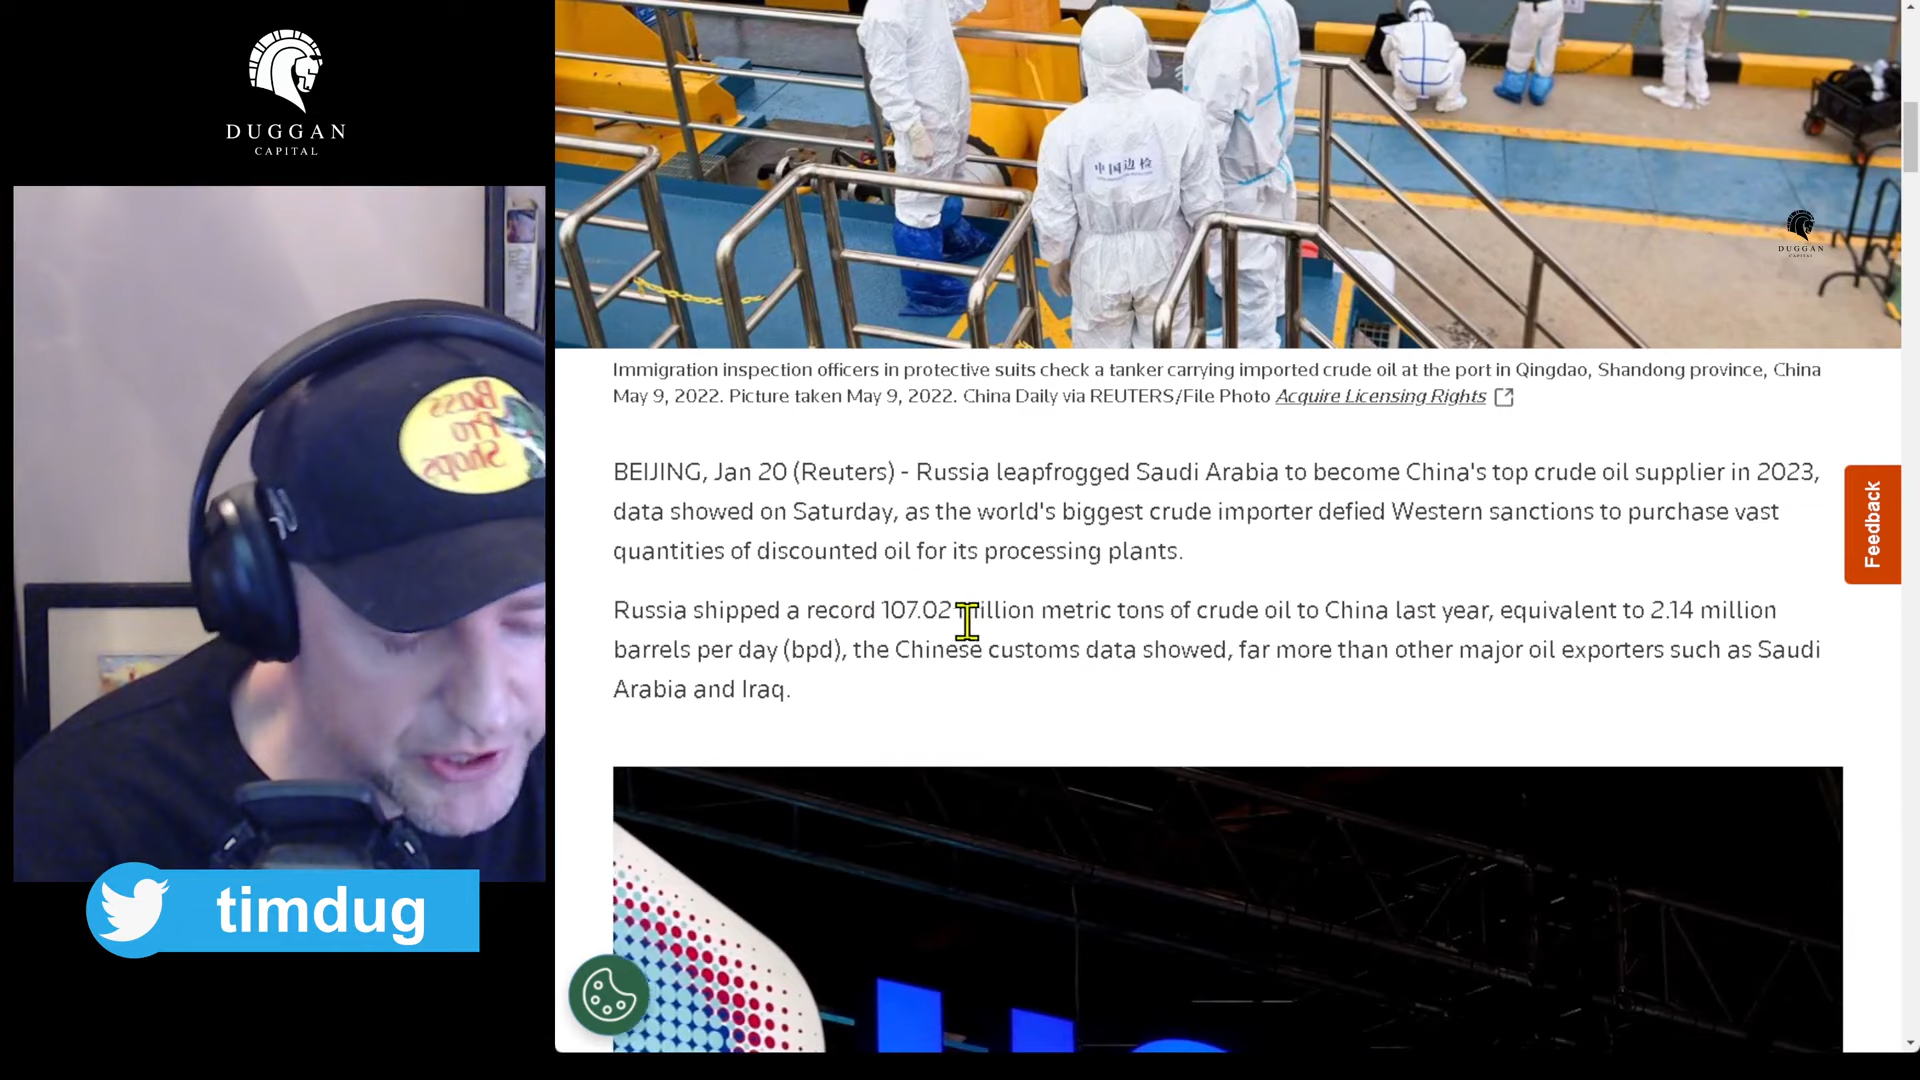 DUGGAN
CAPITAL
Bass
Pro
Shops
中国边检
DUGGAN
CAPITAL
Immigration inspection officers in protective suits check a tanker carrying imported crude oil at the port in Qingdao, Shandong province, China
May 9, 2022. Picture taken May 9, 2022. China Daily via REUTERS/File Photo Acquire Licensing Rights
BEIJING, Jan 20 (Reuters) - Russia leapfrogged Saudi Arabia to become China's top crude oil supplier in 2023,
data showed on Saturday, as the world's biggest crude importer defied Western sanctions to purchase vast
quantities of discounted oil for its processing plants.
Russia shipped a record 107.02 million metric tons of crude oil to China last year, equivalent to 2.14 million
barrels per day (bpd), the Chinese customs data showed, far more than other major oil exporters such as Saudi
Arabia and Iraq.
Feedback
timdug